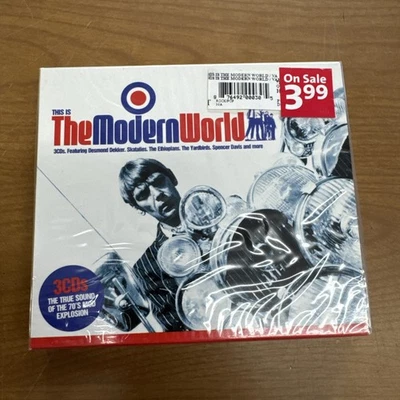 On Sale
3.99
THIS IS
TheModernWorld
3CDs. Featuring Desmond Dekker. Skatalites. The Ethiopians. The Yardbirds. Spencer Davis and more
3CDs
THE TRUE SOUND
OF THE 70'S MOD
EXPLOSION